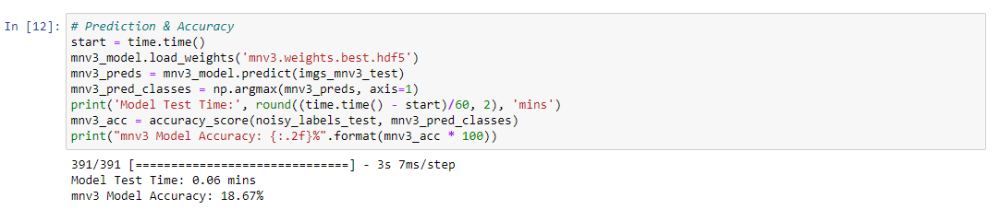 In [12]: # Prediction & Accuracy
start = time.time()
mnv3_model.load_weights('mnv3.weights.best.hdf5')
mnv3_preds = mnv3_model.predict(imgs_mnv3_test)
mnv3_pred_classes = np.argmax(mnv3_preds, axis=1)
print('Model Test Time:', round((time.time() - start)/60, 2), 'mins')
mnv3_acc = accuracy_score(noisy_labels_test, mnv3_pred_classes)
print("mnv3 Model Accuracy: {:.2f}%".format(mnv3_acc * 100))
391/391 [==============================] - 3s 7ms/step
Model Test Time: 0.06 mins
mnv3 Model Accuracy: 18.67%